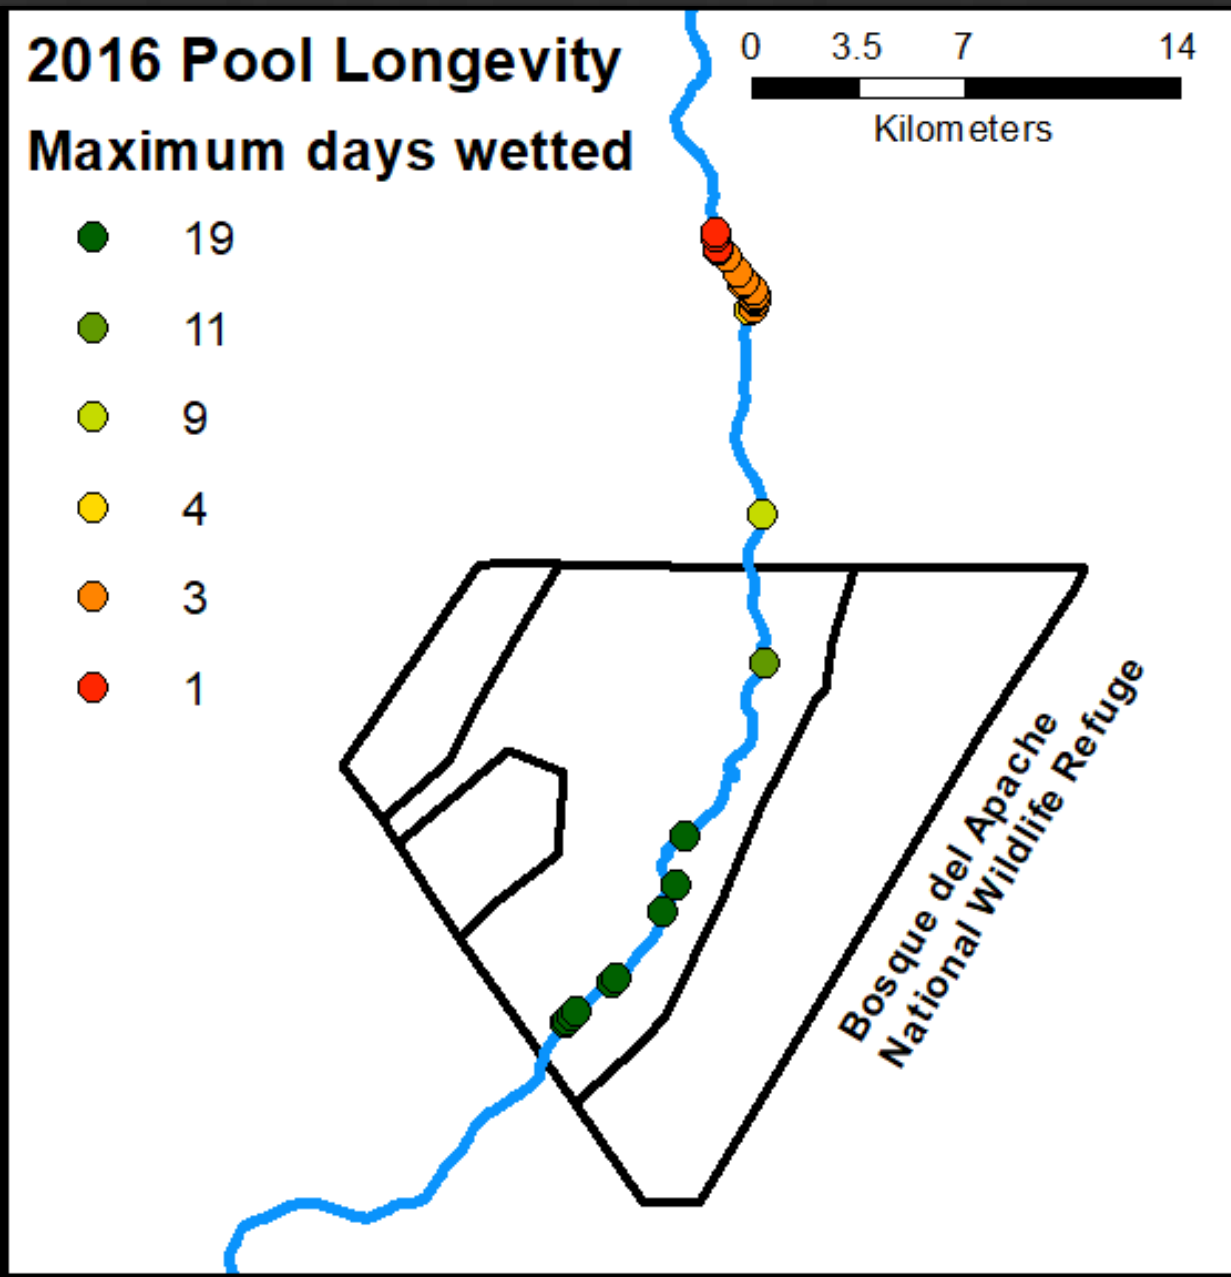 2016 Pool Longevity
Maximum days wetted
0 3.5 7 14
Kilometers
19
11
9
4
3
1
Bosque del Apache
National Wildlife Refuge